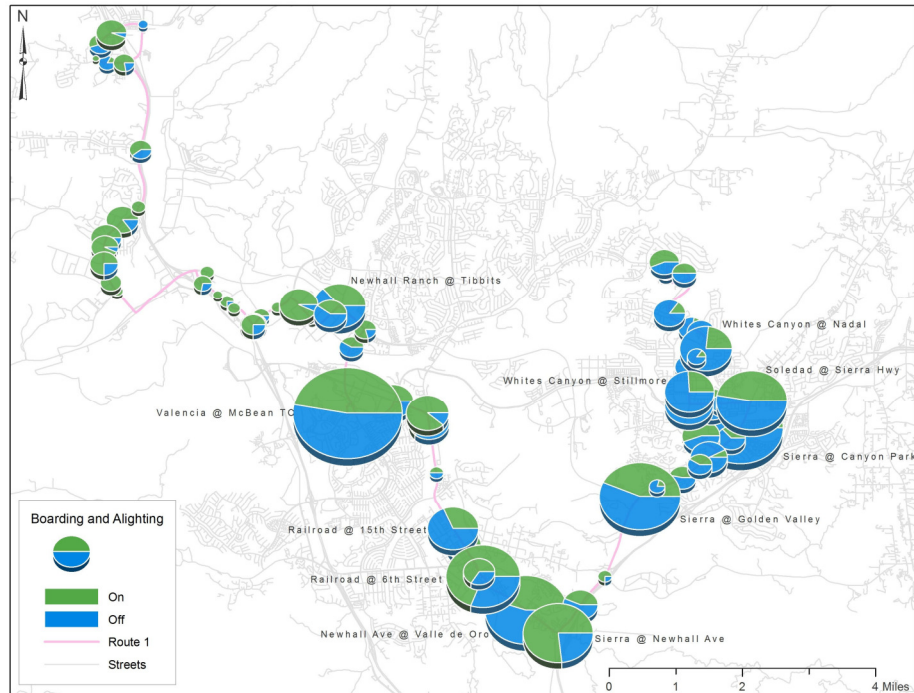 N
Newhall Ranch @ Tibbits
Whites Canyon @ Nadal
Soledad @ Sierra Hwy
Whites Canyon @ Stillmore
Valencia @ McBean TC
Sierra @ Canyon Park
Sierra @ Golden Valley
Railroad @ 15th Street
Railroad @ 6th Street
Newhall Ave @ Valle de Oro
Sierra @ Newhall Ave
Boarding and Alighting
On
Off
Route 1
Streets
0 1 2 4 Miles